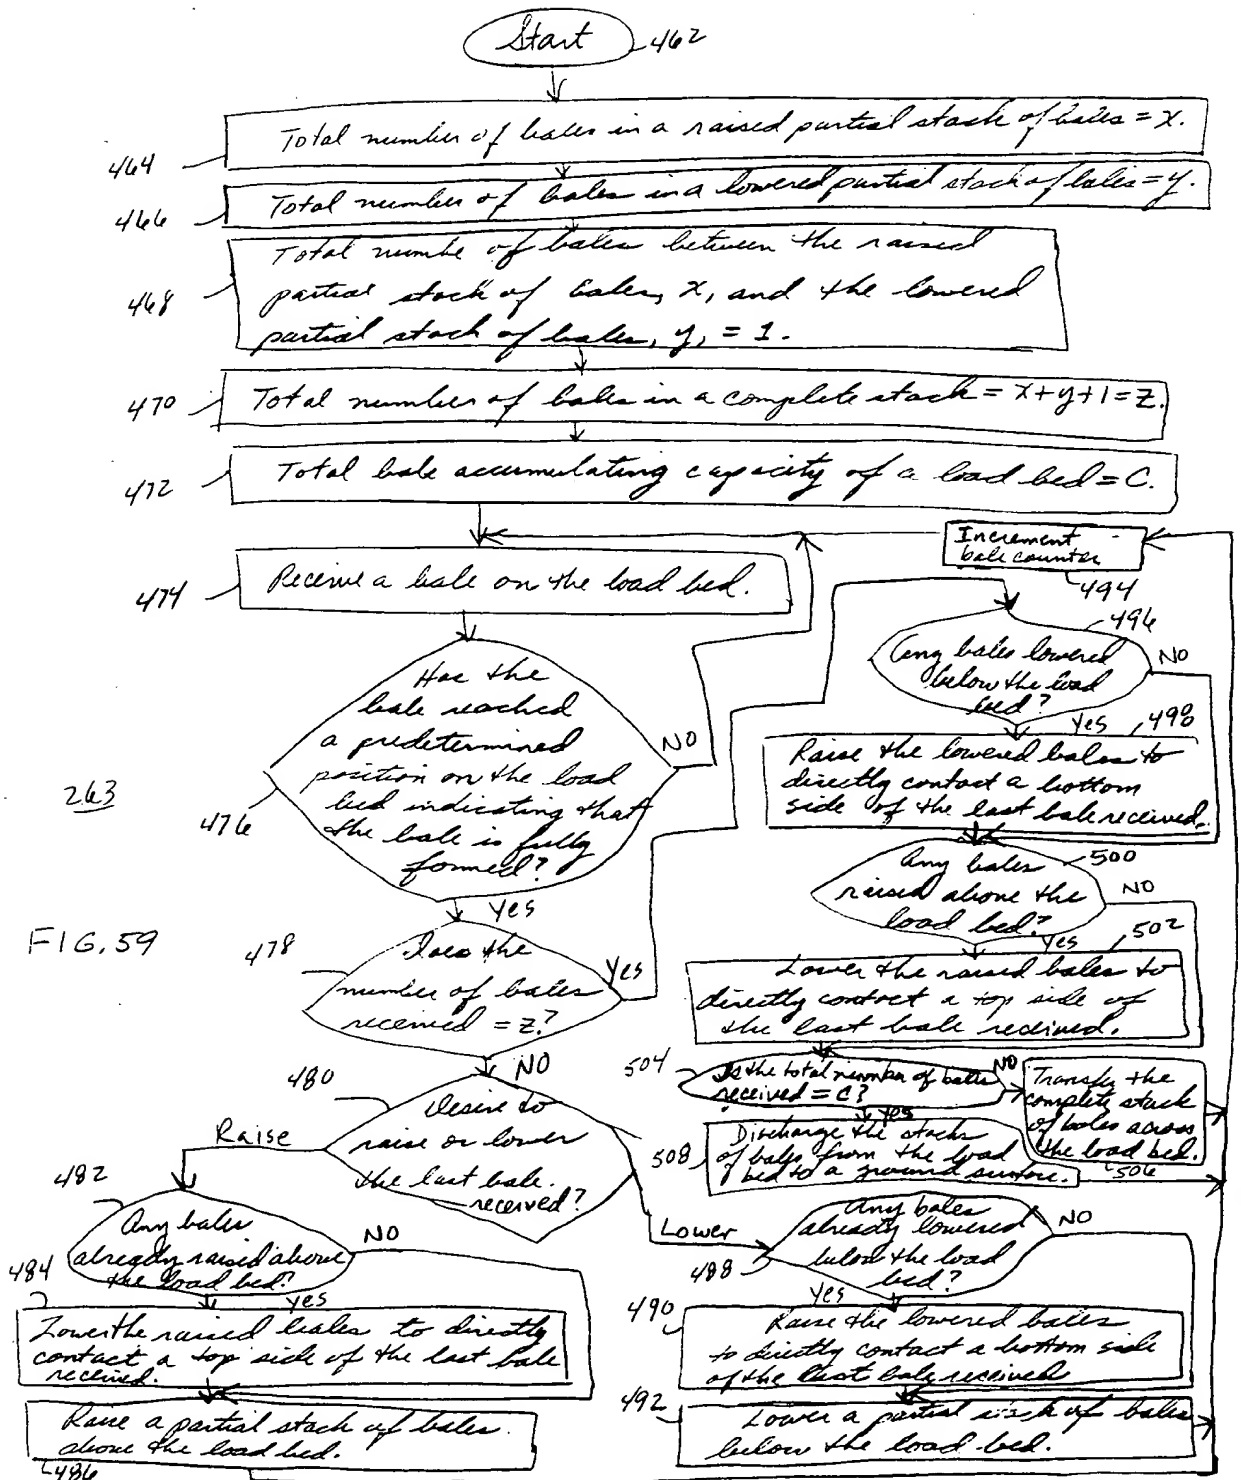 Start
462
Total number of bales in a raised partial stack of bales = x.
464
Total number of bales in a lowered partial stack of bales = y.
466
Total numbe of bales between the raised
partial stack of bales, x, and the lowered
partial stack of bales, y, = 1.
468
Total number of bales in a complete stack = x+y+1=Z.
470
Total bale accumulating capacity of a load bed = C.
472
Receive a bale on the load bed.
474
Has the
bale reached
a predetermined
position on the load
bed indicating that
the bale is fully
formed?
476
NO
Yes
263
FIG. 59
Does the
number of bales
received = Z?
478
Yes
NO
Desire to
raise or lower
the last bale
received?
480
Raise
Lower
Any bales
already raised above
the load bed?
482
NO
Yes
484
Lower the raised bales to directly
contact a top side of the last bale
received.
Raise a partial stack of bales
above the load bed.
486
Any bales
already lowered
below the load
bed?
488
NO
Yes
490
Raise the lowered bales
to directly contact a bottom side
of the last bale received
492
Lower a partial stack of bales
below the load bed.
Increment
bale counter
494
496
Any bales lowered
below the load
bed?
NO
Yes
498
Raise the lowered bales to
directly contact a bottom
side of the last bale received.
500
Any bales
raised above the
load bed?
NO
Yes
502
Lower the raised bales to
directly contact a top side of
the last bale received.
504
Is the total number of bales
received = C?
NO
Yes
Transfer the
complete stack
of bales across
the load bed.
506
508
Discharge the stacks
of bales from the load
bed to a ground surface.